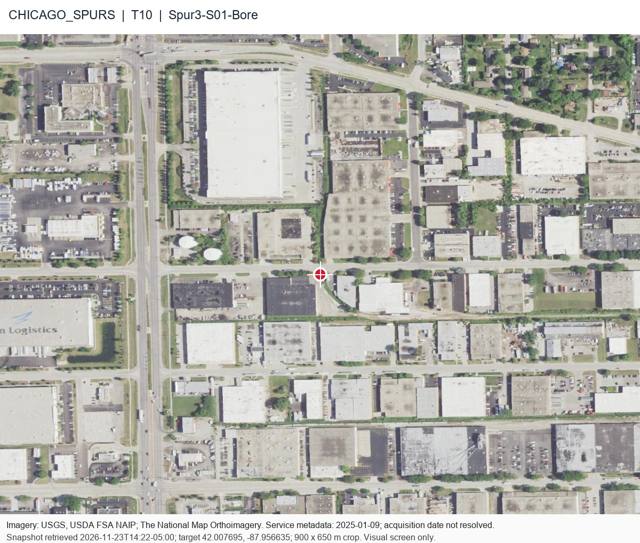 CHICAGO_SPURS | T10 | Spur3-S01-Bore
n Logistics
Imagery: USGS, USDA FSA NAIP; The National Map Orthoimagery. Service metadata: 2025-01-09; acquisition date not resolved.
Snapshot retrieved 2026-11-23T14:22-05:00; target 42.007695, -87.956635; 900 x 650 m crop. Visual screen only.